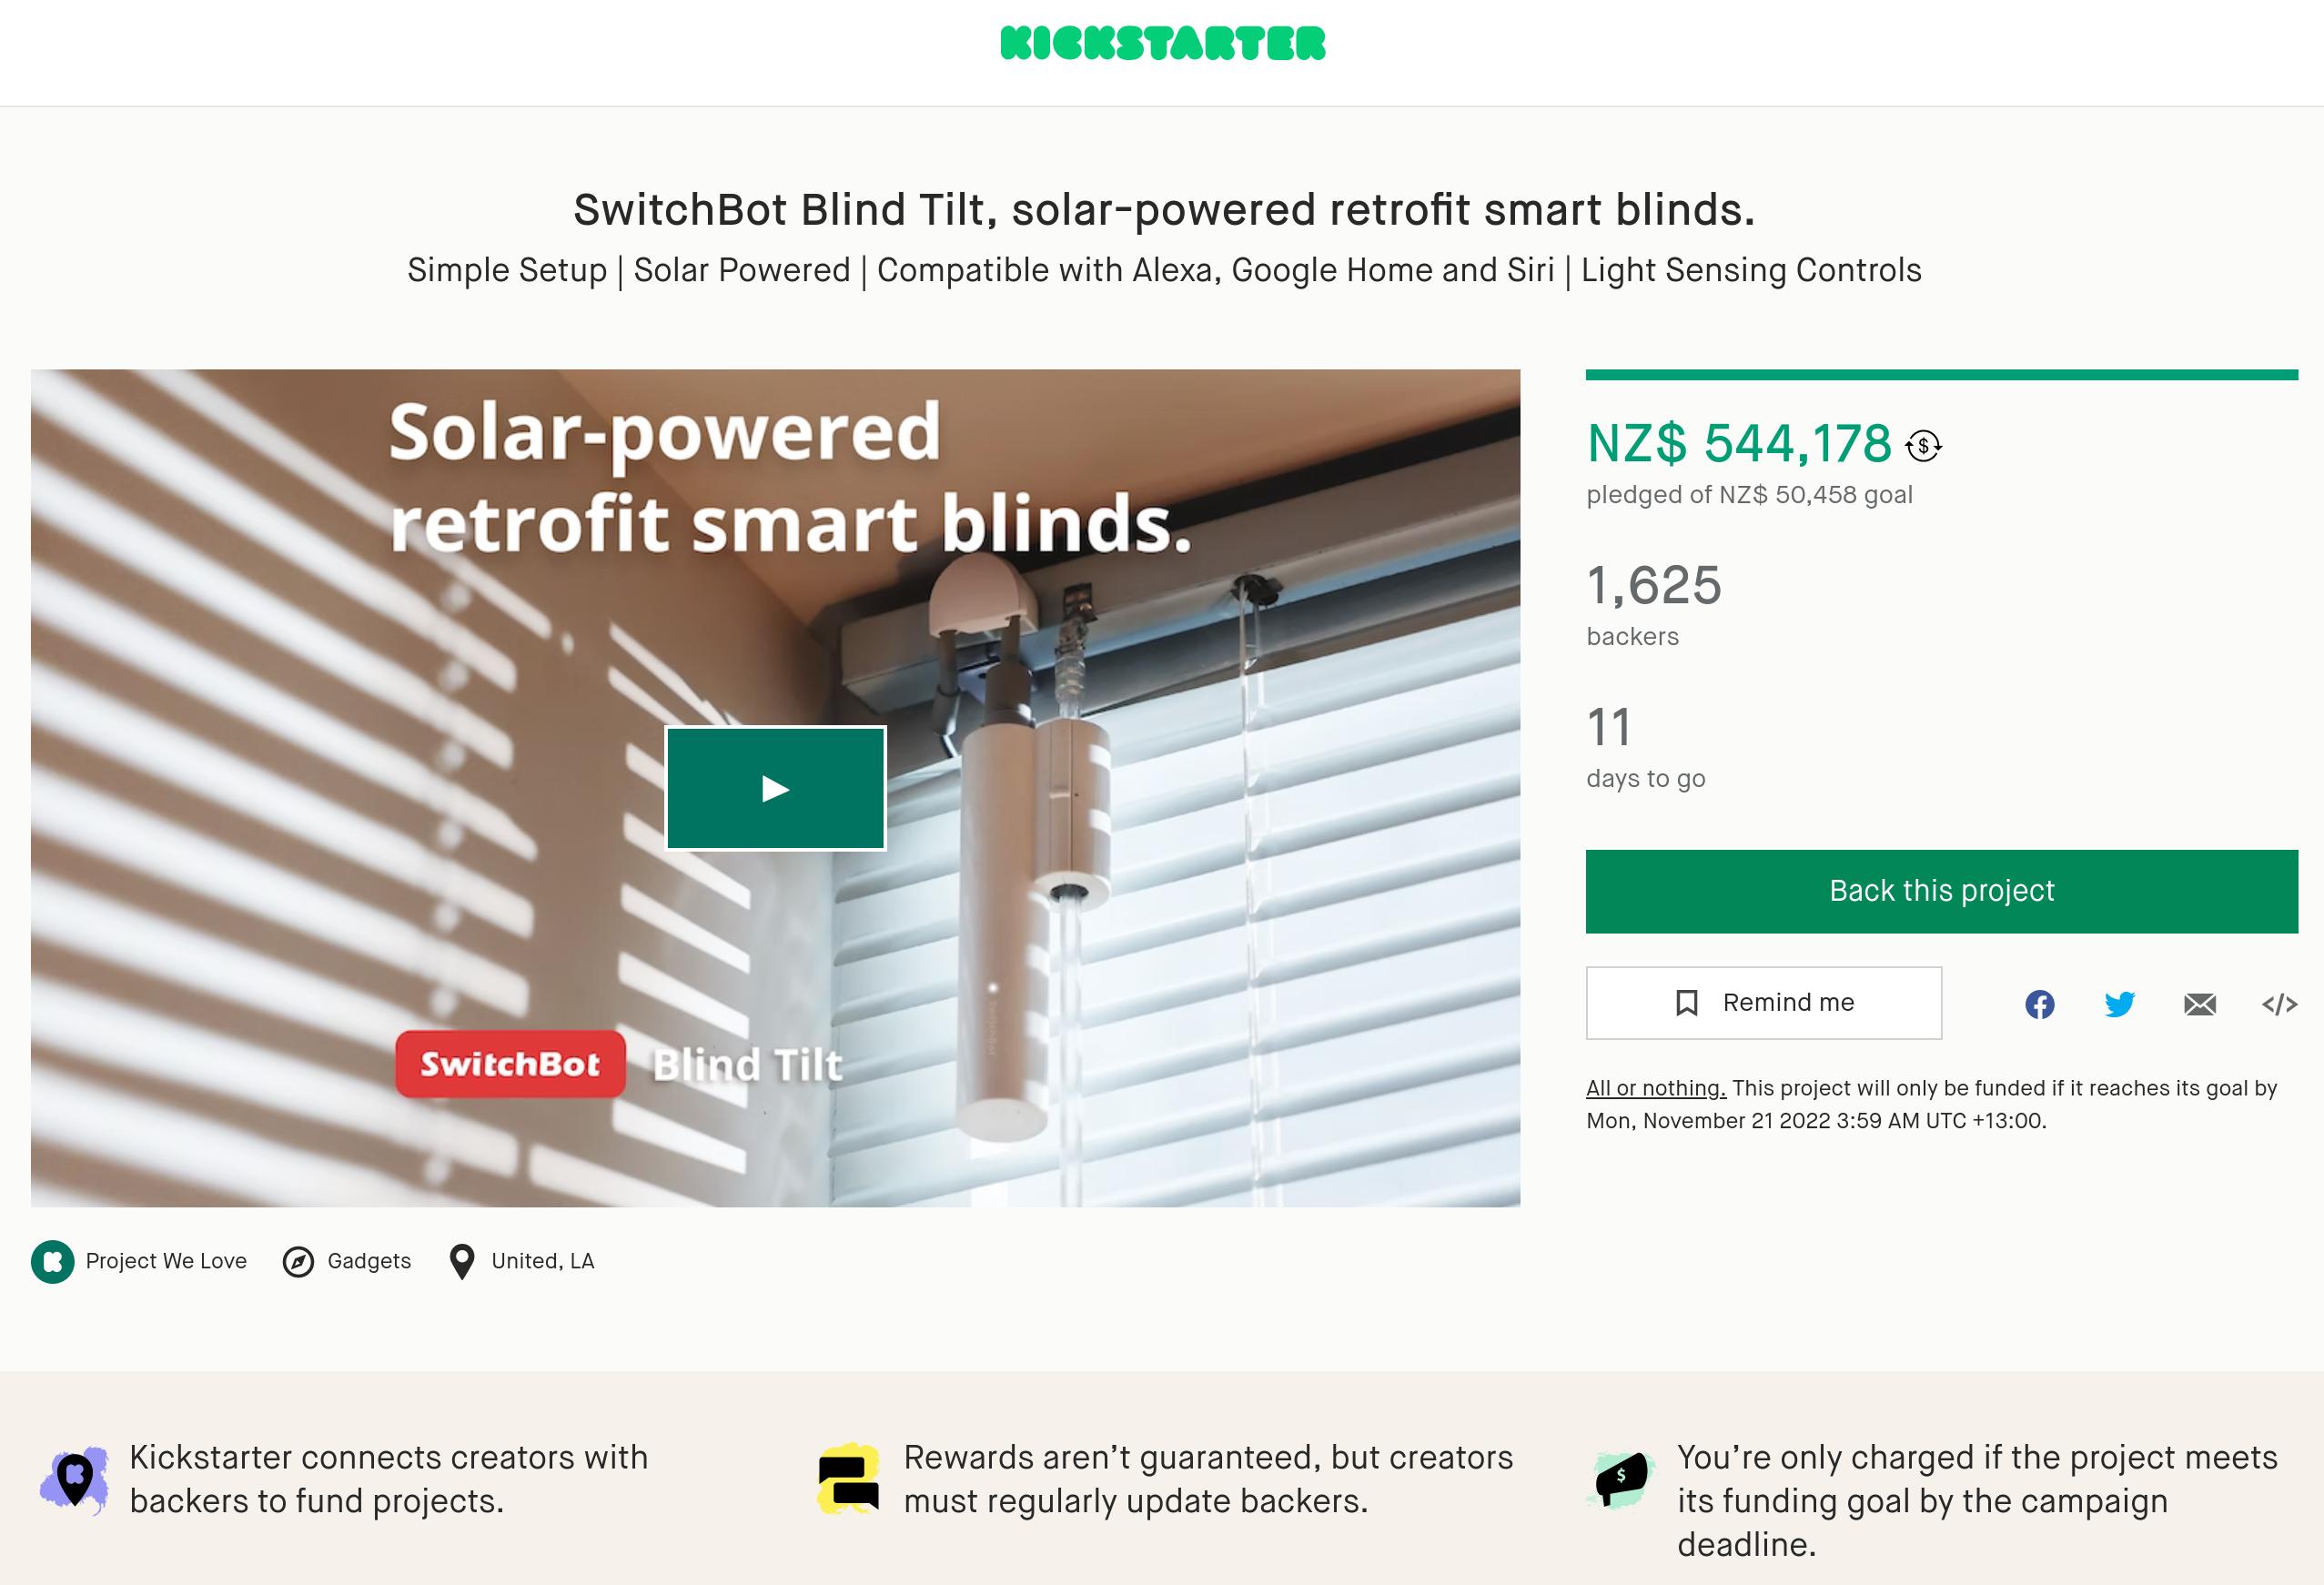 KICKSTARTER
SwitchBot Blind Tilt, solar-powered retrofit smart blinds.
Simple Setup | Solar Powered | Compatible with Alexa, Google Home and Siri | Light Sensing Controls
Solar-powered
retrofit smart blinds.
SwitchBot Blind Tilt
NZ$ 544,178
pledged of NZ$ 50,458 goal
1,625
backers
11
days to go
Back this project
Remind me
All or nothing. This project will only be funded if it reaches its goal by
Mon, November 21 2022 3:59 AM UTC +13:00.
Project We Love Gadgets United, LA
Kickstarter connects creators with
backers to fund projects.
Rewards aren’t guaranteed, but creators
must regularly update backers.
You’re only charged if the project meets
its funding goal by the campaign
deadline.